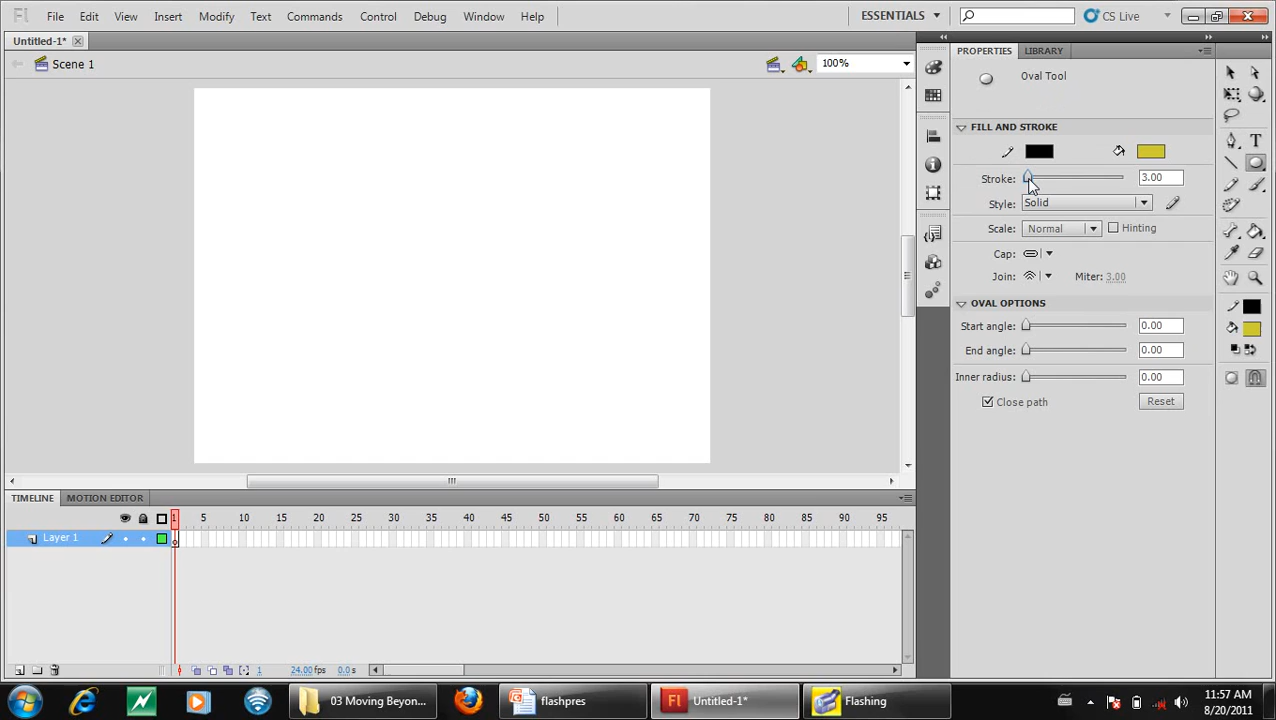 Fl File Edit View Insert Modify Text Commands Control Debug Window Help ESSENTIALS CS Live
Untitled-1*
Scene 1 100%
PROPERTIES LIBRARY
Oval Tool
FILL AND STROKE
Stroke: 3.00
Style: Solid
Scale: Normal Hinting
Cap:
Join: Miter: 3.00
OVAL OPTIONS
Start angle: 0.00
End angle: 0.00
Inner radius: 0.00
Close path Reset
T
TIMELINE MOTION EDITOR
1 5 10 15 20 25 30 35 40 45 50 55 60 65 70 75 80 85 90 95
Layer 1
1 24.00 fps 0.0 s
03 Moving Beyon... flashpres Fl Untitled-1* Flashing
11:57 AM
8/20/2011